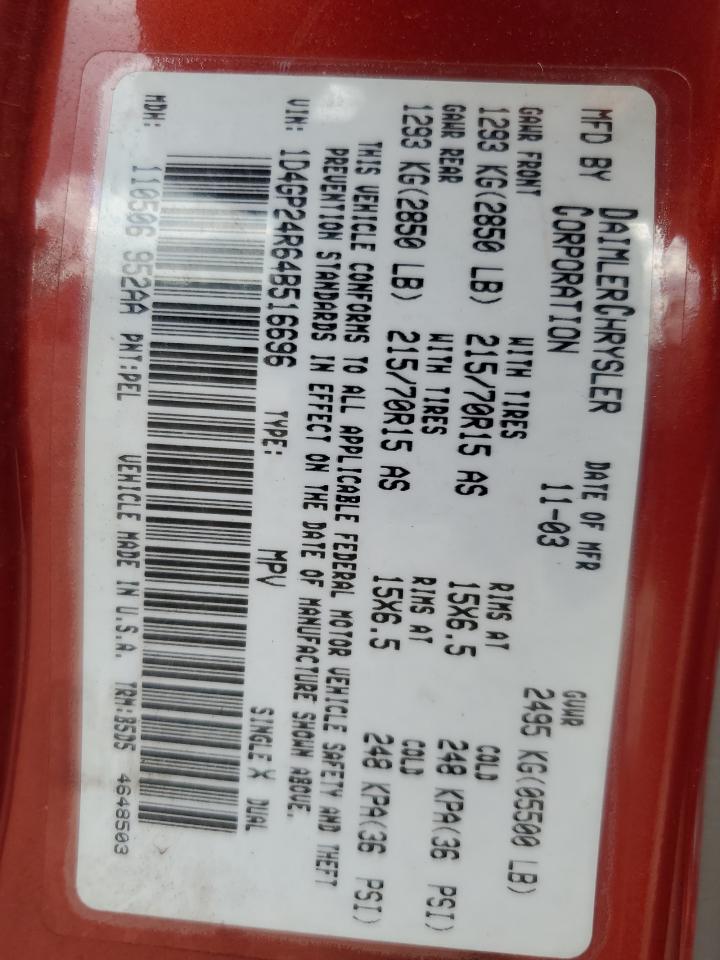 MFD BY DAIMLERCHRYSLER CORPORATION
DATE OF MFR 11-03
GVWR 2495 KG(05500 LB)
GAWR FRONT WITH TIRES RIMS AT COLD
1293 KG(2850 LB) 215/70R15 AS 15X6.5 248 KPA(36 PSI)
GAWR REAR WITH TIRES RIMS AT COLD
1293 KG(2850 LB) 215/70R15 AS 15X6.5 248 KPA(36 PSI)
THIS VEHICLE CONFORMS TO ALL APPLICABLE FEDERAL MOTOR VEHICLE SAFETY AND THEFT
PREVENTION STANDARDS IN EFFECT ON THE DATE OF MANUFACTURE SHOWN ABOVE.
VIN: 1D4GP24R64B516696 TYPE: MPV SINGLE X DUAL
MDH: 110506 952AA PNT:PEL VEHICLE MADE IN U.S.A. TRM:B5D5 4648503